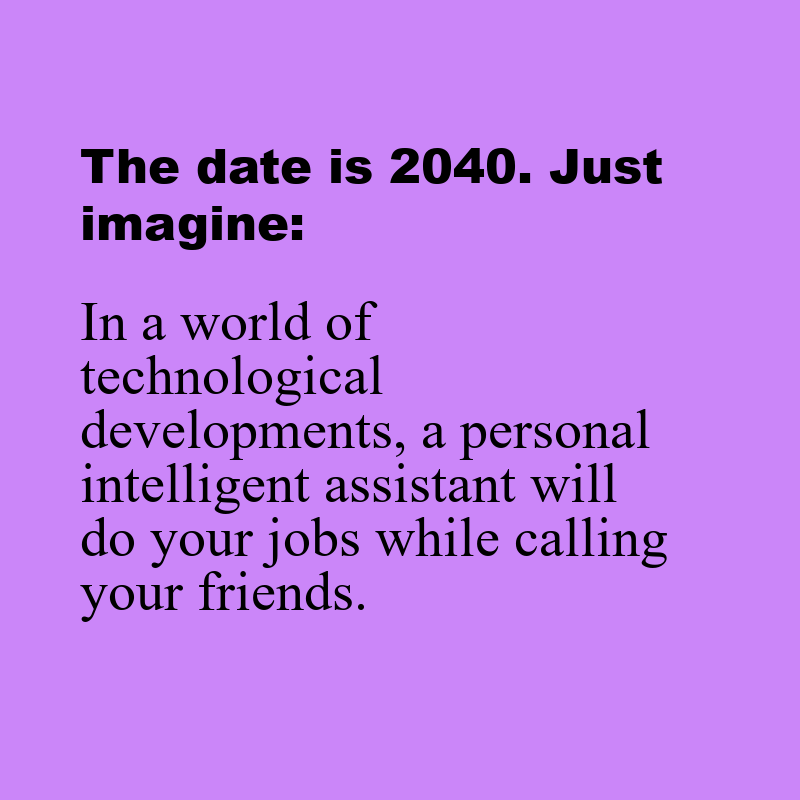 The date is 2040. Just
imagine:
In a world of
technological
developments, a personal
intelligent assistant will
do your jobs while calling
your friends.